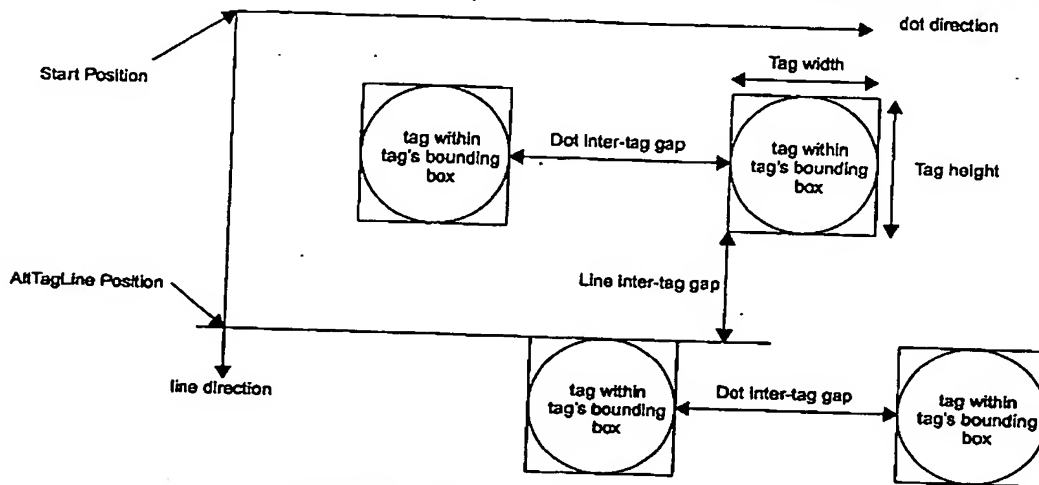 dot direction
Start Position
Tag width
tag within
tag's bounding
box
Dot inter-tag gap
tag within
tag's bounding
box
Tag height
AltTagLine Position
Line inter-tag gap
line direction
tag within
tag's bounding
box
Dot inter-tag gap
tag within
tag's bounding
box